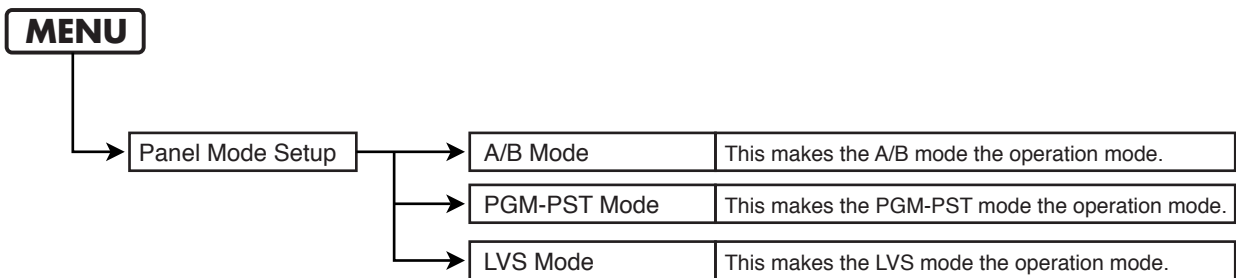 MENU
Panel Mode Setup
A/B Mode
This makes the A/B mode the operation mode.
PGM-PST Mode
This makes the PGM-PST mode the operation mode.
LVS Mode
This makes the LVS mode the operation mode.